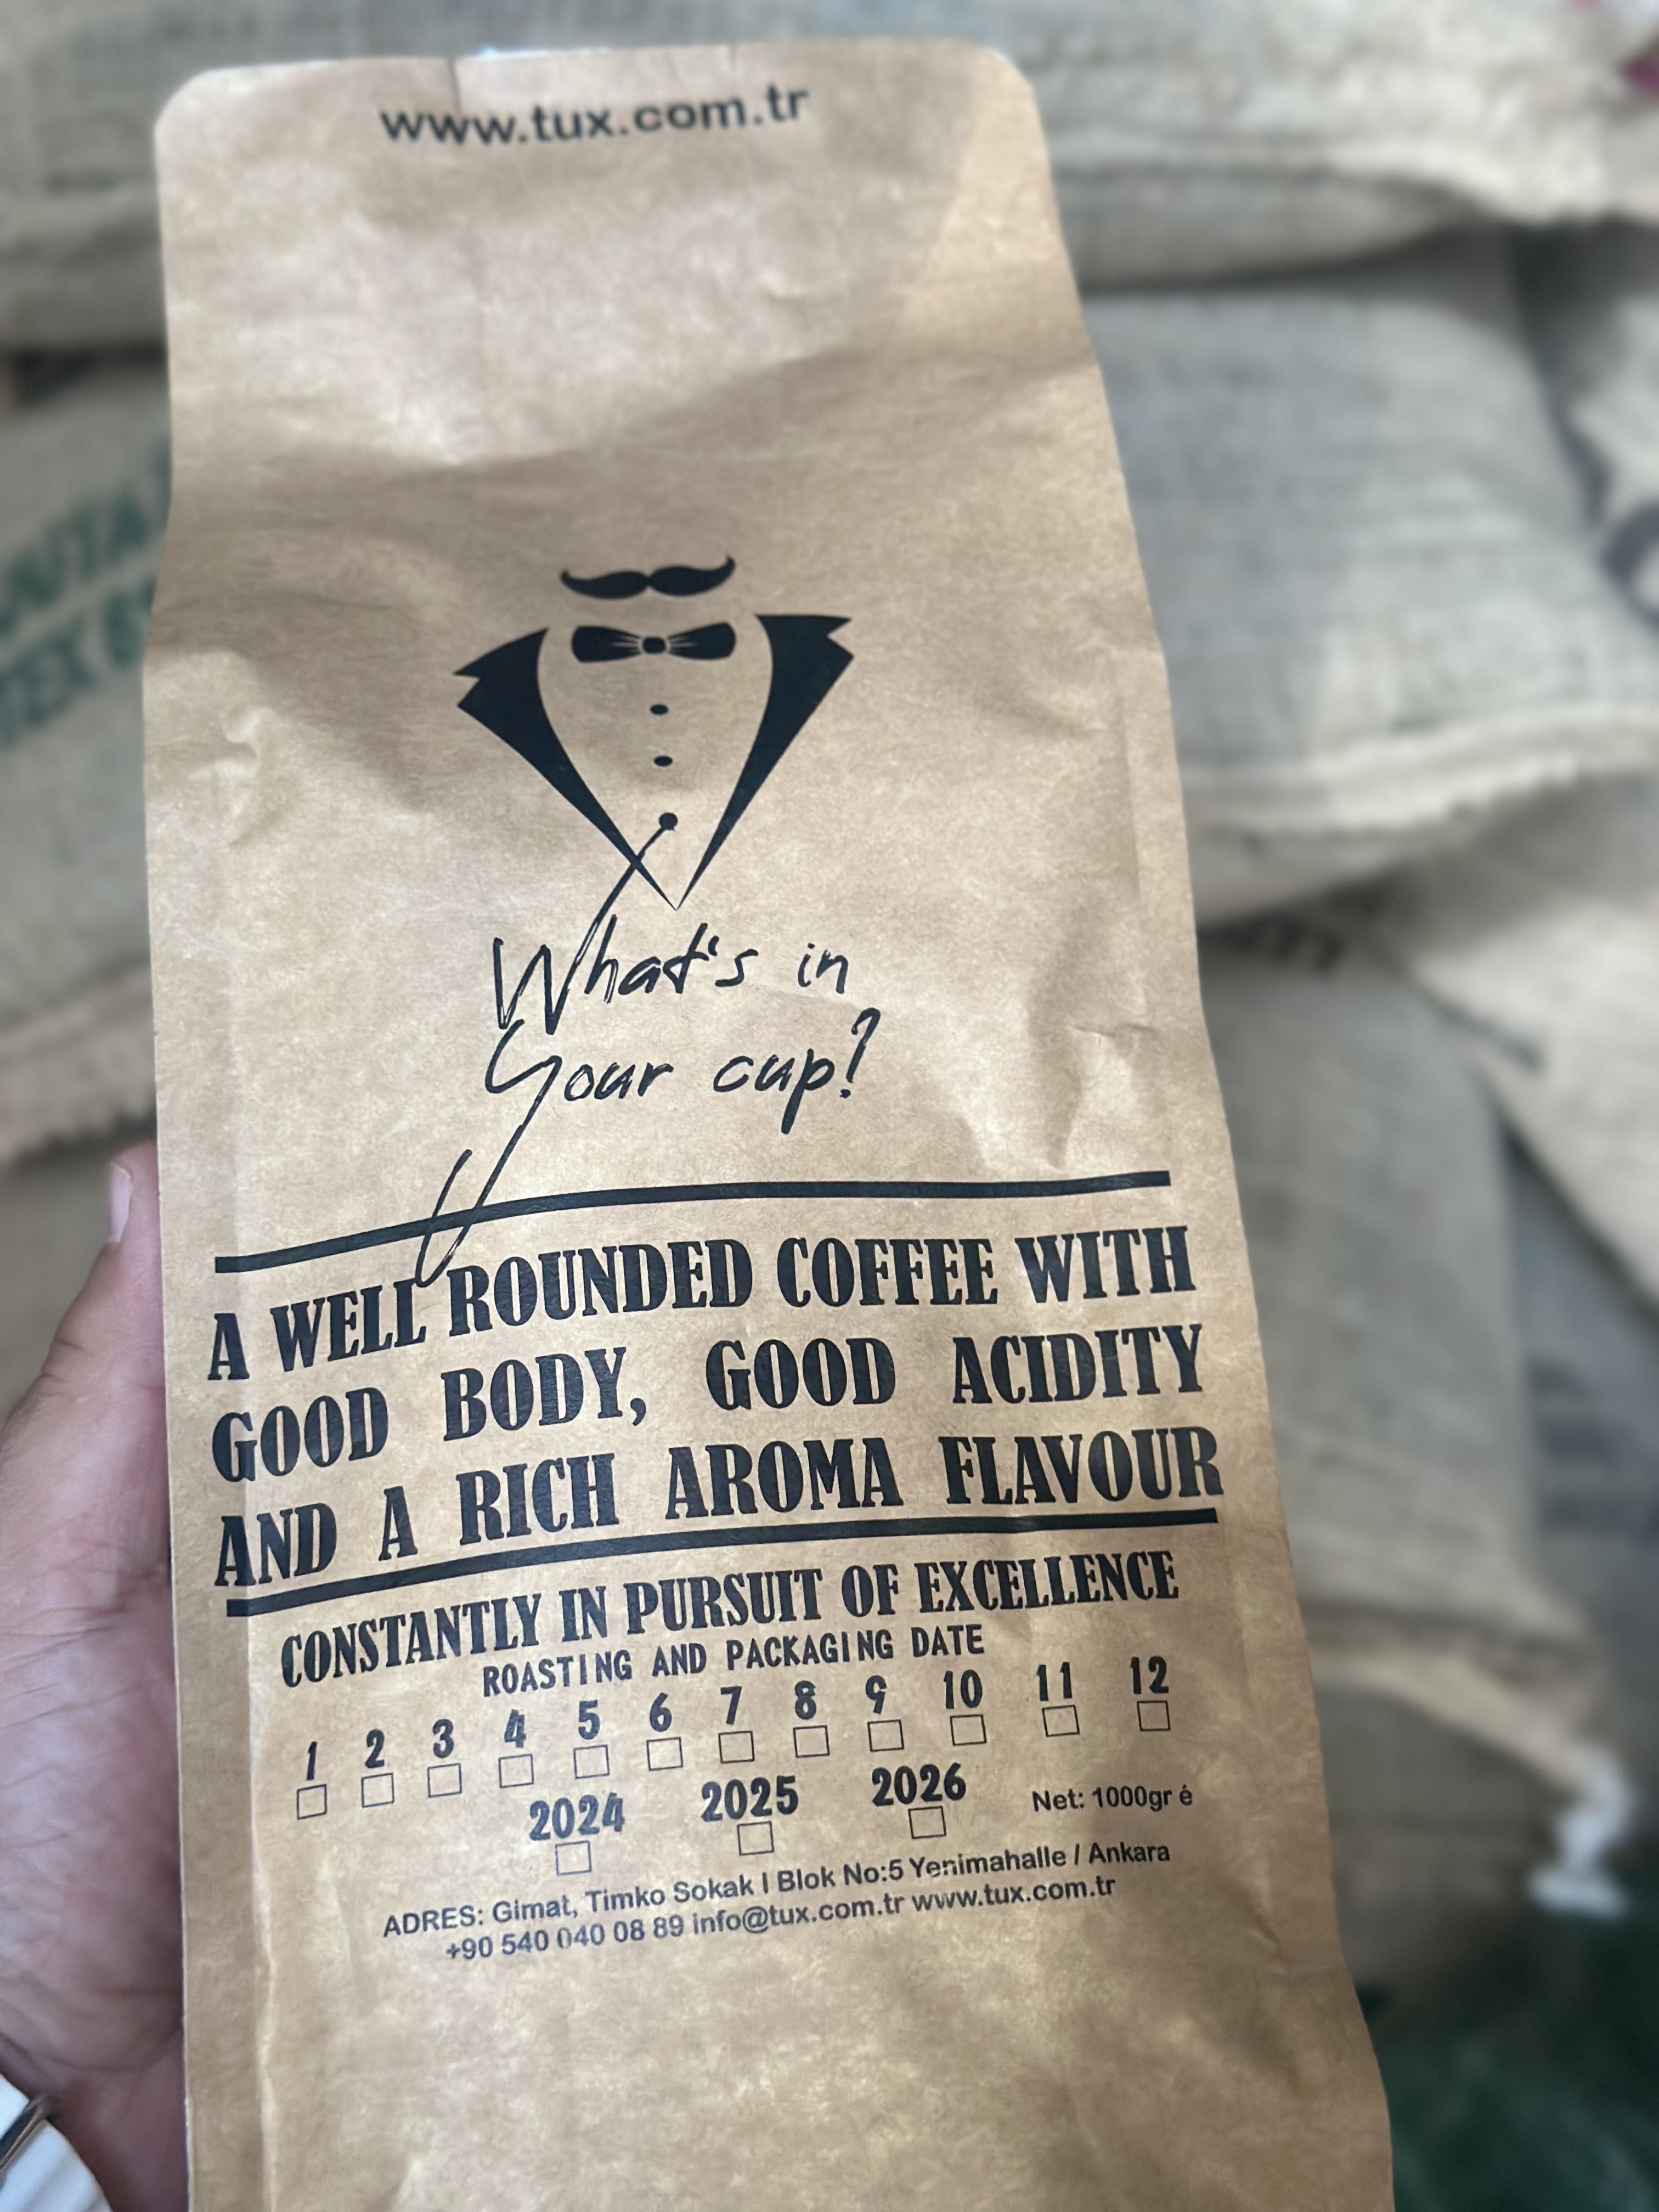 www.tux.com.tr
What's in
Your cup?
A WELL ROUNDED COFFEE WITH
GOOD BODY, GOOD ACIDITY
AND A RICH AROMA FLAVOUR
CONSTANTLY IN PURSUIT OF EXCELLENCE
ROASTING AND PACKAGING DATE
1 2 3 4 5 6 7 8 9 10 11 12
2024 2025 2026 Net: 1000gr é
ADRES: Gimat, Timko Sokak I Blok No:5 Yenimahalle / Ankara
+90 540 040 08 89 info@tux.com.tr www.tux.com.tr